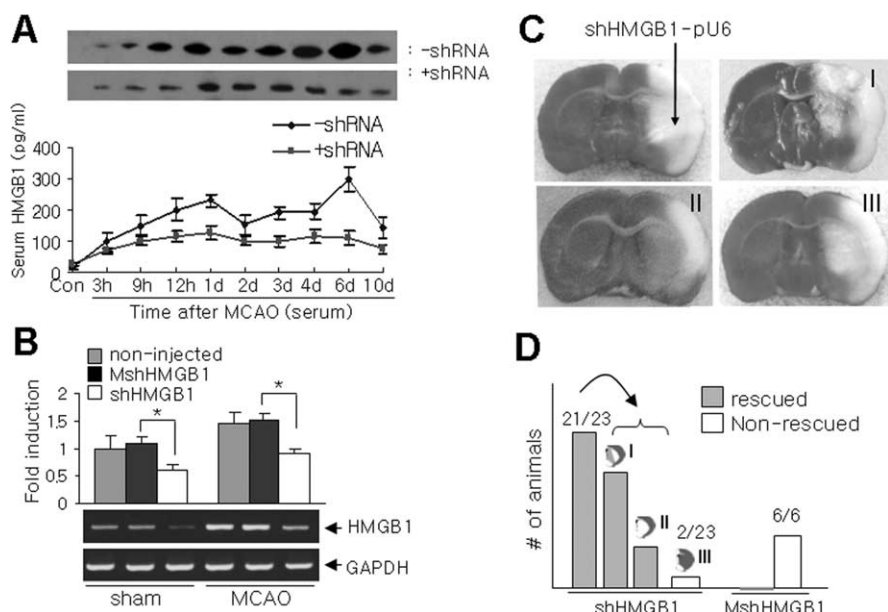 A
: -shRNA
: +shRNA
-shRNA
+shRNA
Serum HMGB1 (pg/ml)
400
300
200
100
0
Con 3h 9h 12h 1d 2d 3d 4d 6d 10d
Time after MCAO (serum)
B
non-injected
MshHMGB1
shHMGB1
Fold induction
2
1.5
1
0.5
0
* *
HMGB1
GAPDH
sham MCAO
C
shHMGB1-pU6
I
II
III
D
rescued
Non-rescued
# of animals
21/23
I
II
2/23
III
6/6
shHMGB1 MshHMGB1